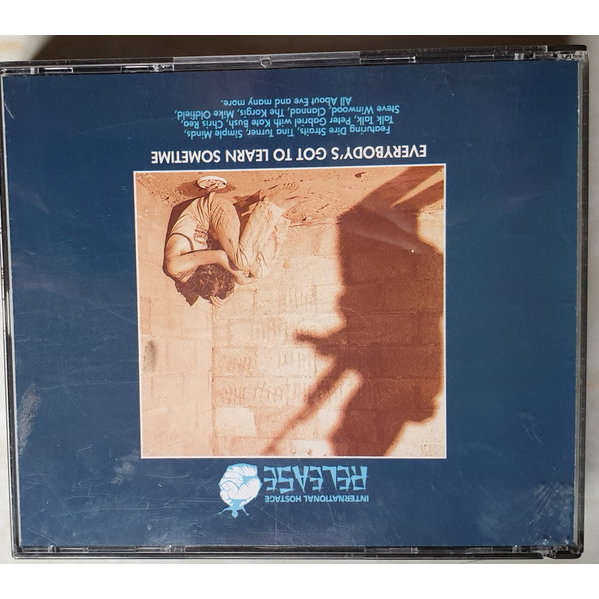 INTERNATIONAL HOSTAGE
RELEASE
EVERYBODY'S GOT TO LEARN SOMETIME
Featuring Dire Straits, Tina Turner, Simple Minds,
Talk Talk, Peter Gabriel with Kate Bush, Chris Rea
Steve Winwood, Clannad, The Korgis, Mike Oldfield,
All About Eve and many more.